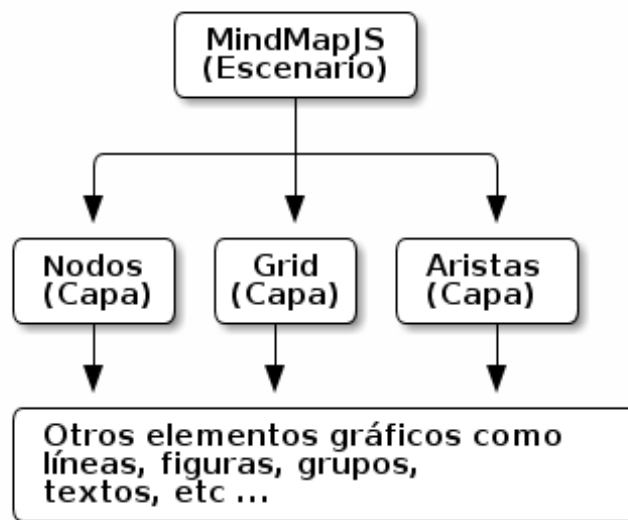 MindMapJS
(Escenario)
Nodos
(Capa)
Grid
(Capa)
Aristas
(Capa)
Otros elementos gráficos como
líneas, figuras, grupos,
textos, etc ...